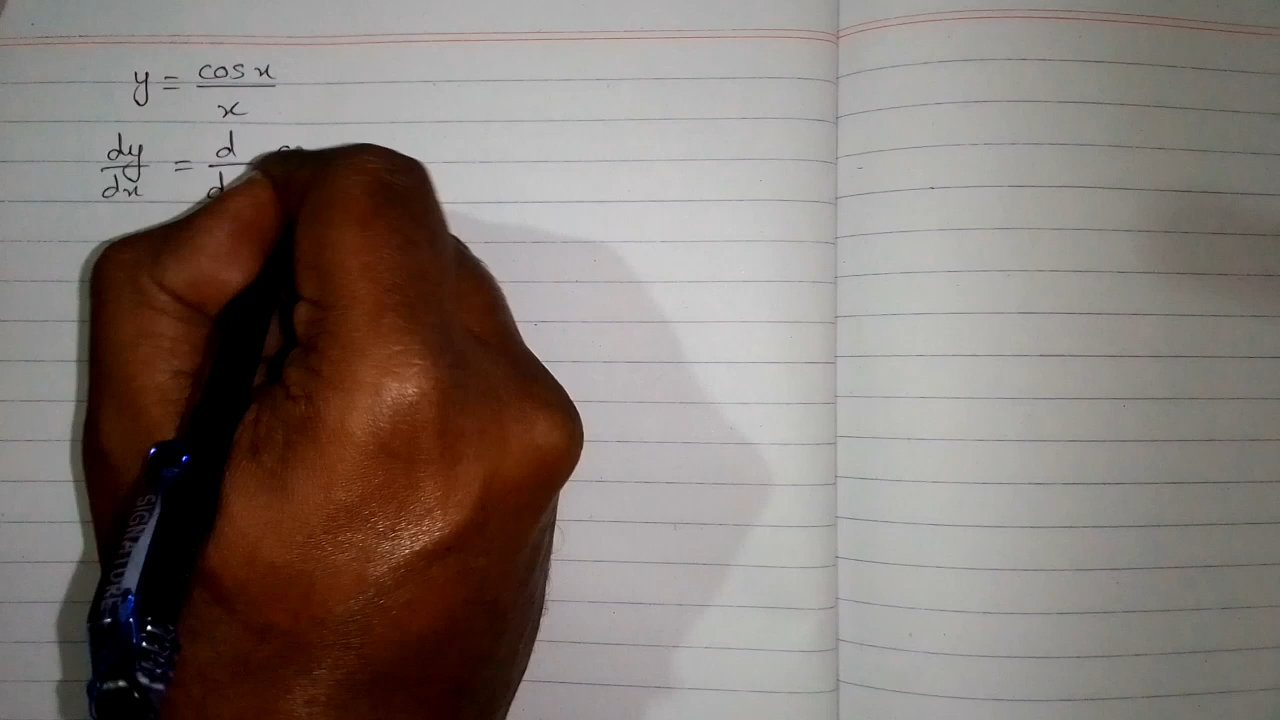 y = cos x / x
dy/dx = d
SIGNATURE